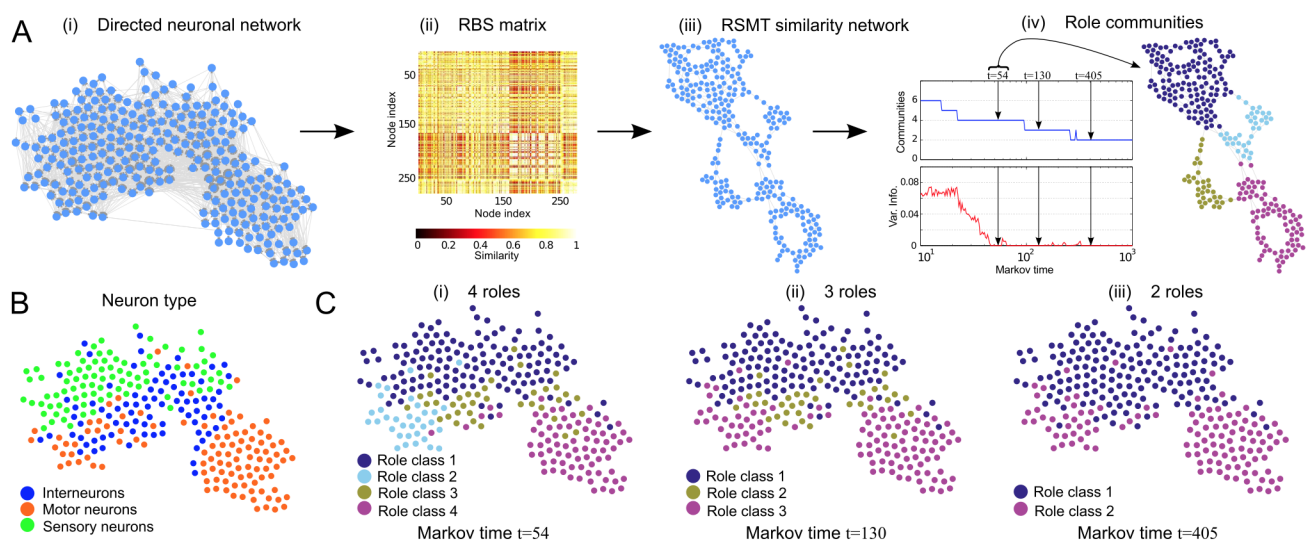 A
(i) Directed neuronal network
(ii) RBS matrix
(iii) RSMT similarity network
(iv) Role communities
Node index
50
150
250
50
150
250
Node index
0
0.2
0.4
0.6
0.8
1
Similarity
t=54
t=130
t=405
Communities
6
4
2
0
Var. Info.
0.08
0.04
0
10^1
10^2
10^3
Markov time
B
Neuron type
Interneurons
Motor neurons
Sensory neurons
C
(i) 4 roles
Role class 1
Role class 2
Role class 3
Role class 4
Markov time t=54
(ii) 3 roles
Role class 1
Role class 2
Role class 3
Markov time t=130
(iii) 2 roles
Role class 1
Role class 2
Markov time t=405